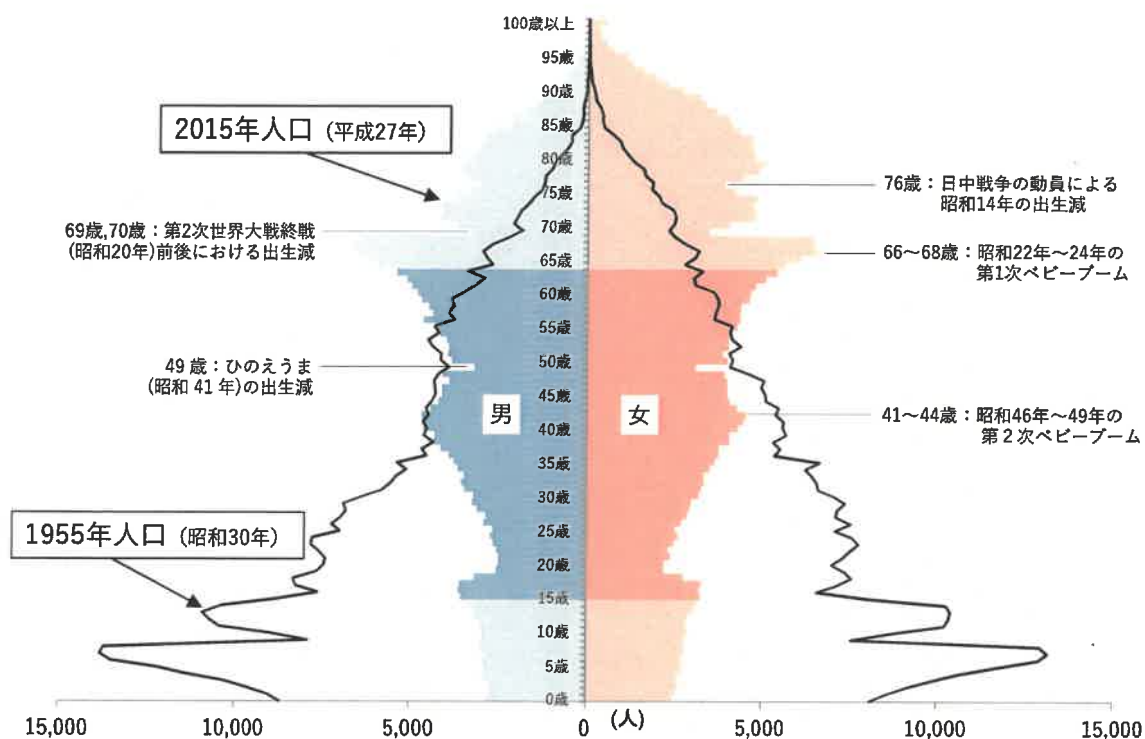 100歳以上
95歳
90歳
85歳
80歳
75歳
70歳
65歳
60歳
55歳
50歳
45歳
40歳
35歳
30歳
25歳
20歳
15歳
10歳
5歳
0歳
2015年人口 (平成27年)
69歳,70歳：第2次世界大戦終戦
(昭和20年)前後における出生減
49歳：ひのえうま
(昭和41年)の出生減
1955年人口 (昭和30年)
男
女
76歳：日中戦争の動員による
昭和14年の出生減
66～68歳：昭和22年～24年の
第1次ベビーブーム
41～44歳：昭和46年～49年の
第２次ベビーブーム
15,000
10,000
5,000
0
(人)
5,000
10,000
15,000